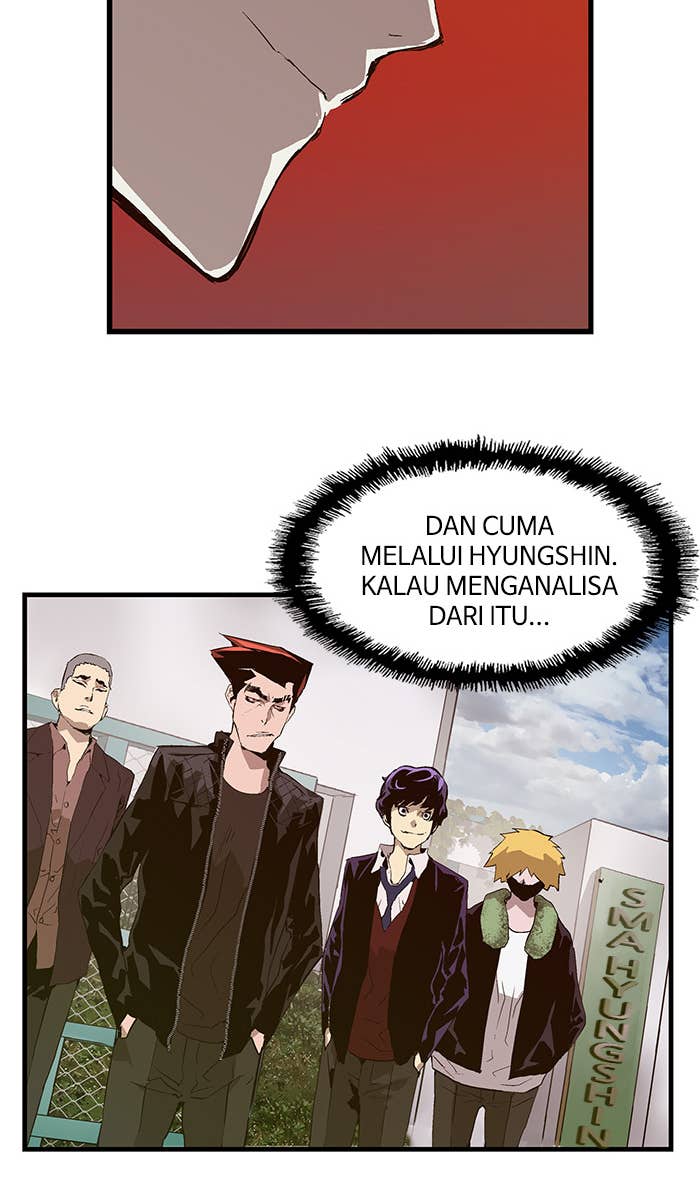 DAN CUMA
MELALUI HYUNGSHIN.
KALAU MENGANALISA
DARI ITU...
SMA HYUNGSHIN